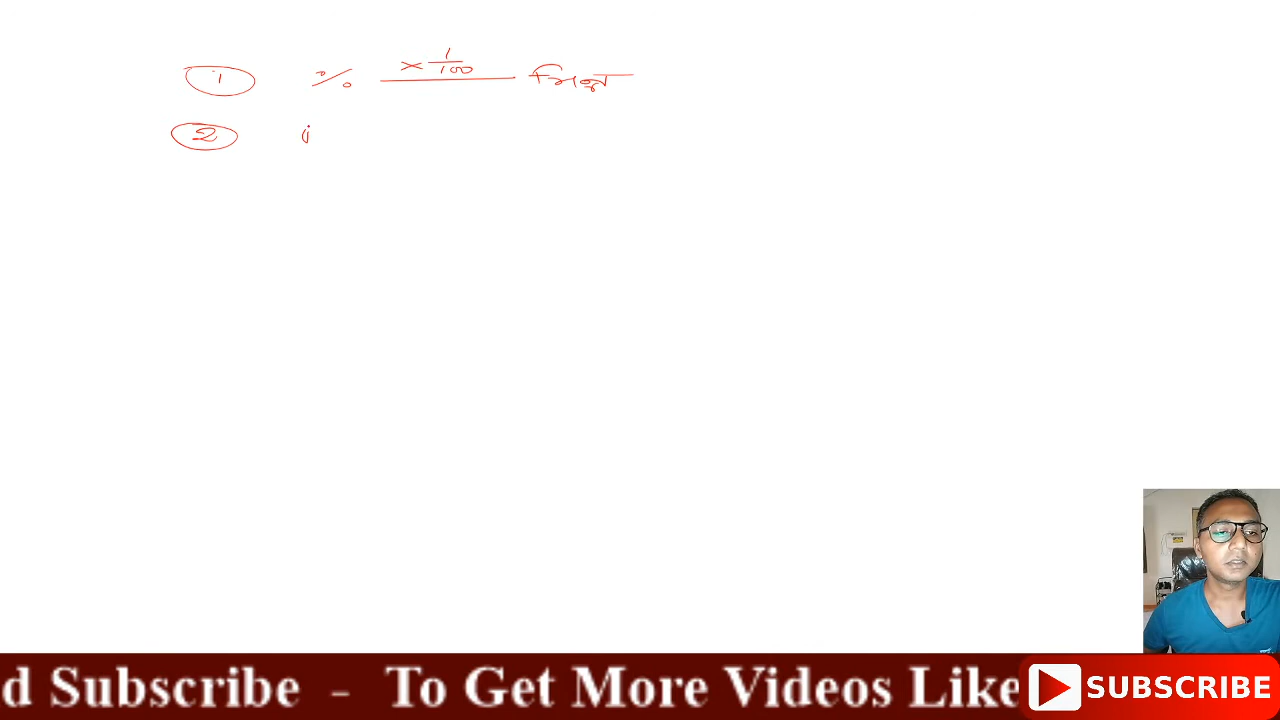 1 % × 1/100 মিশ্র
2
d Subscribe - To Get More Videos Like
SUBSCRIBE